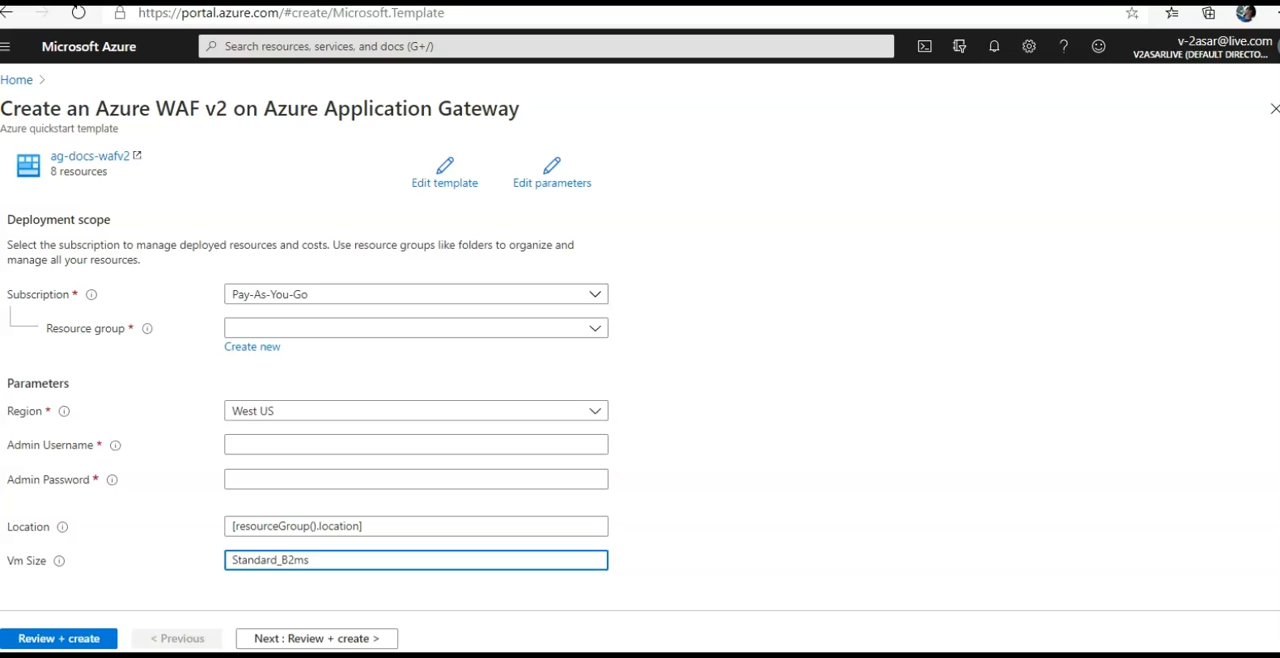 https://portal.azure.com/#create/Microsoft.Template
Microsoft Azure
Search resources, services, and docs (G+/)
v-2asar@live.com
V2ASARLIVE (DEFAULT DIRECTO...
Home >
Create an Azure WAF v2 on Azure Application Gateway
Azure quickstart template
ag-docs-wafv2
8 resources
Edit template
Edit parameters
Deployment scope
Select the subscription to manage deployed resources and costs. Use resource groups like folders to organize and
manage all your resources.
Subscription *
Pay-As-You-Go
Resource group *
Create new
Parameters
Region *
West US
Admin Username *
Admin Password *
Location
[resourceGroup().location]
Vm Size
Standard_B2ms
Review + create
< Previous
Next : Review + create >